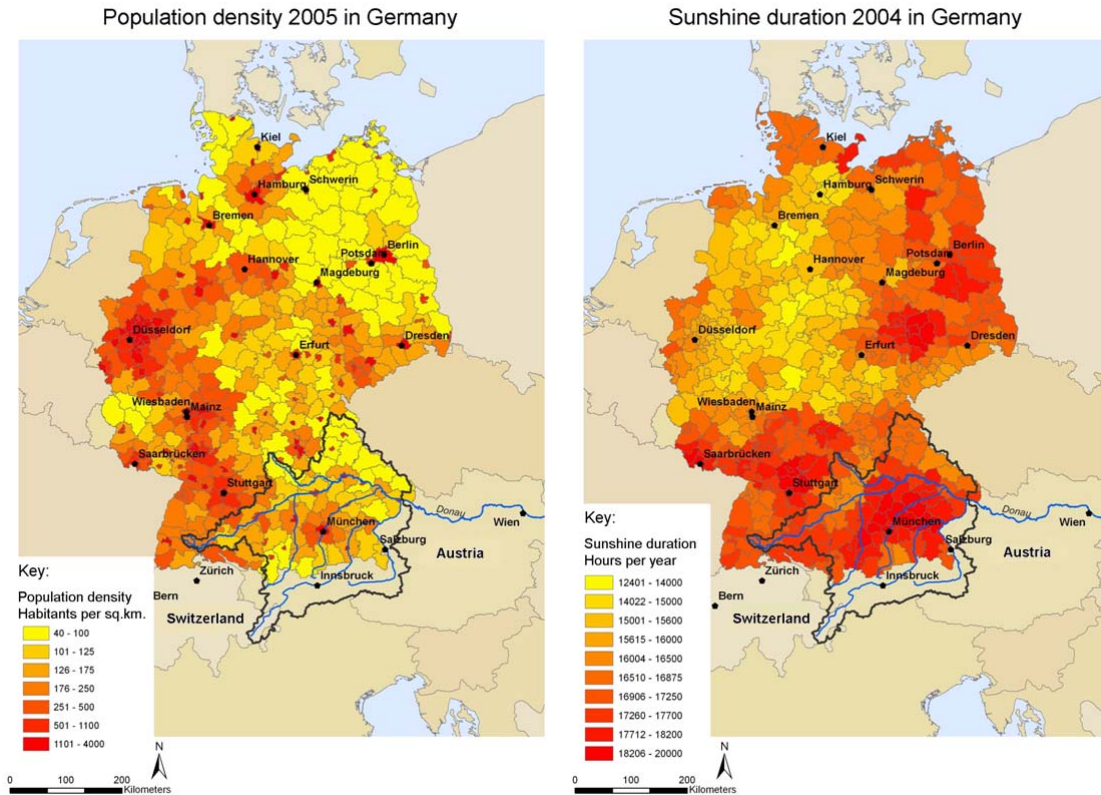 Population density 2005 in Germany
Kiel
Hamburg
Schwerin
Bremen
Berlin
Potsdam
Hannover
Magdeburg
Düsseldorf
Dresden
Erfurt
Wiesbaden
Mainz
Saarbrücken
Stuttgart
Donau
Wien
München
Salzburg
Austria
Zürich
Innsbruck
Bern
Switzerland
Key:
Population density
Habitants per sq.km.
40 - 100
101 - 125
126 - 175
176 - 250
251 - 500
501 - 1100
1101 - 4000
N
0 100 200
Kilometers
Sunshine duration 2004 in Germany
Kiel
Hamburg
Schwerin
Bremen
Berlin
Potsdam
Hannover
Magdeburg
Düsseldorf
Dresden
Erfurt
Wiesbaden
Mainz
Saarbrücken
Stuttgart
Donau
Wien
München
Salzburg
Austria
Zürich
Innsbruck
Bern
Switzerland
Key:
Sunshine duration
Hours per year
12401 - 14000
14022 - 15000
15001 - 15600
15615 - 16000
16004 - 16500
16510 - 16875
16906 - 17250
17260 - 17700
17712 - 18200
18206 - 20000
N
0 100 200
Kilometers